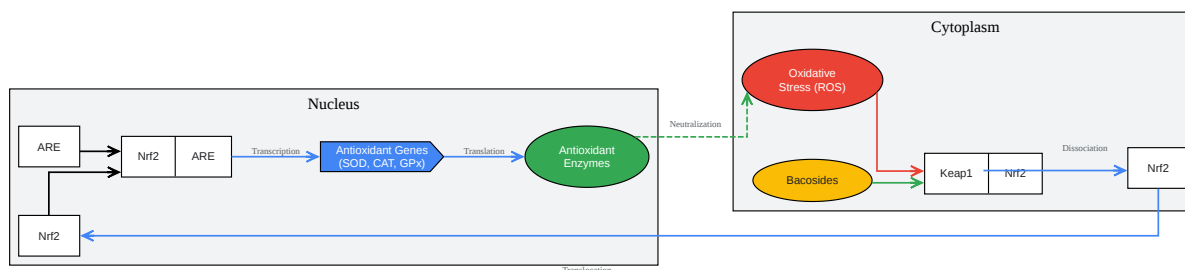 Cytoplasm
Oxidative
Stress (ROS)
Nucleus
Neutralization
ARE
Nrf2
ARE
Transcription
Antioxidant Genes
(SOD, CAT, GPx)
Translation
Antioxidant
Enzymes
Dissociation
Bacosides
Keap1
Nrf2
Nrf2
Nrf2
Translocation